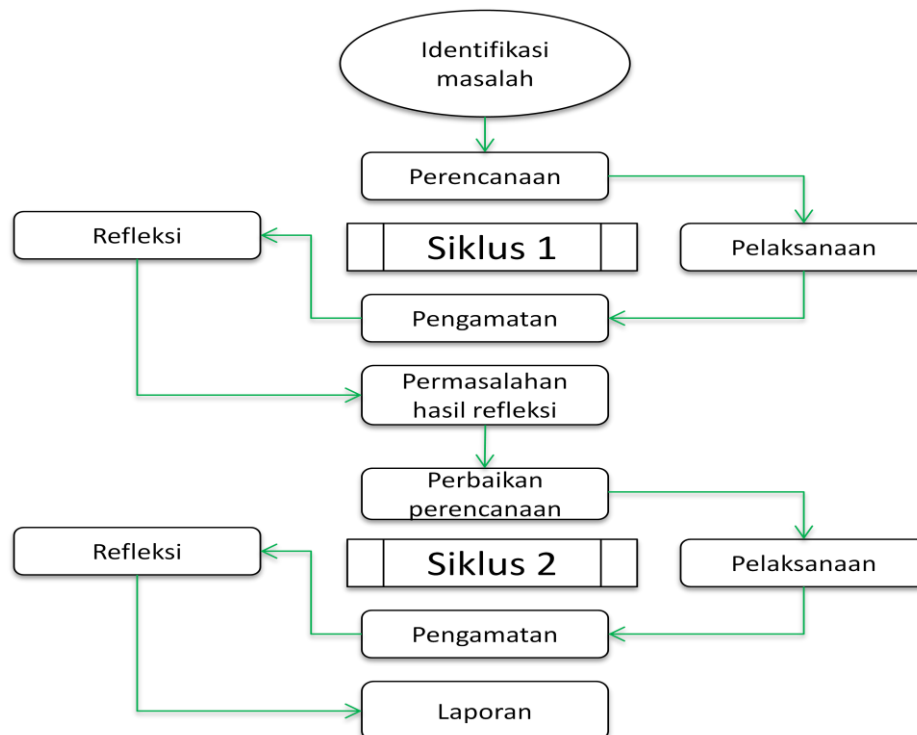 Identifikasi
masalah
Perencanaan
Refleksi
Siklus 1
Pelaksanaan
Pengamatan
Permasalahan
hasil refleksi
Perbaikan
perencanaan
Refleksi
Siklus 2
Pelaksanaan
Pengamatan
Laporan